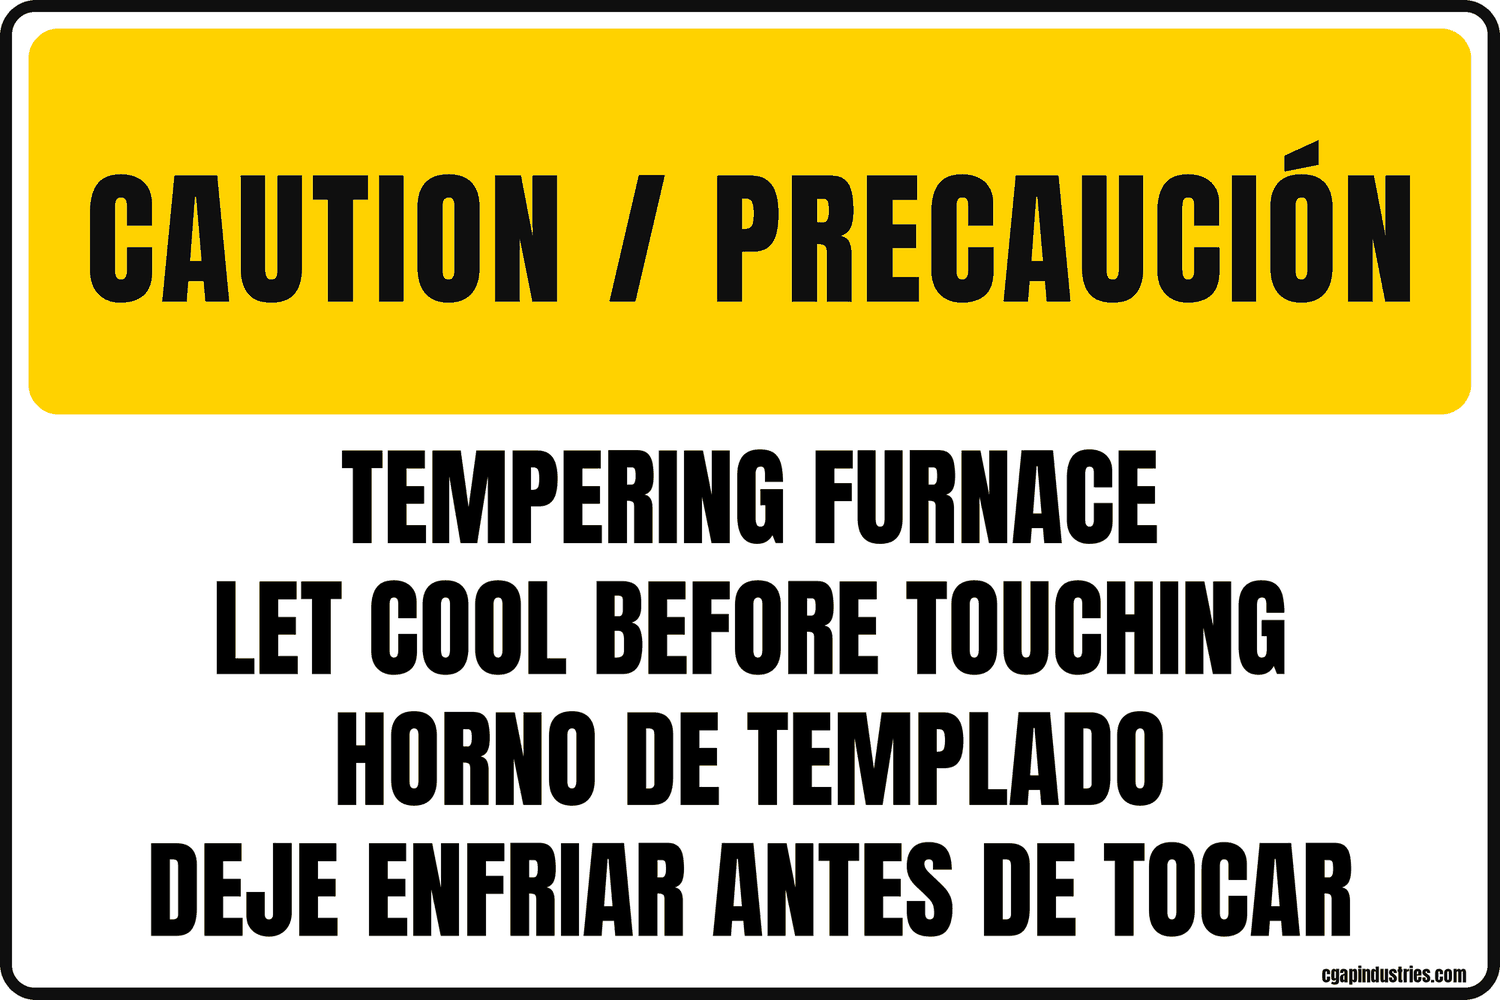 CAUTION / PRECAUCIÓN
TEMPERING FURNACE
LET COOL BEFORE TOUCHING
HORNO DE TEMPLADO
DEJE ENFRIAR ANTES DE TOCAR
cgapindustries.com